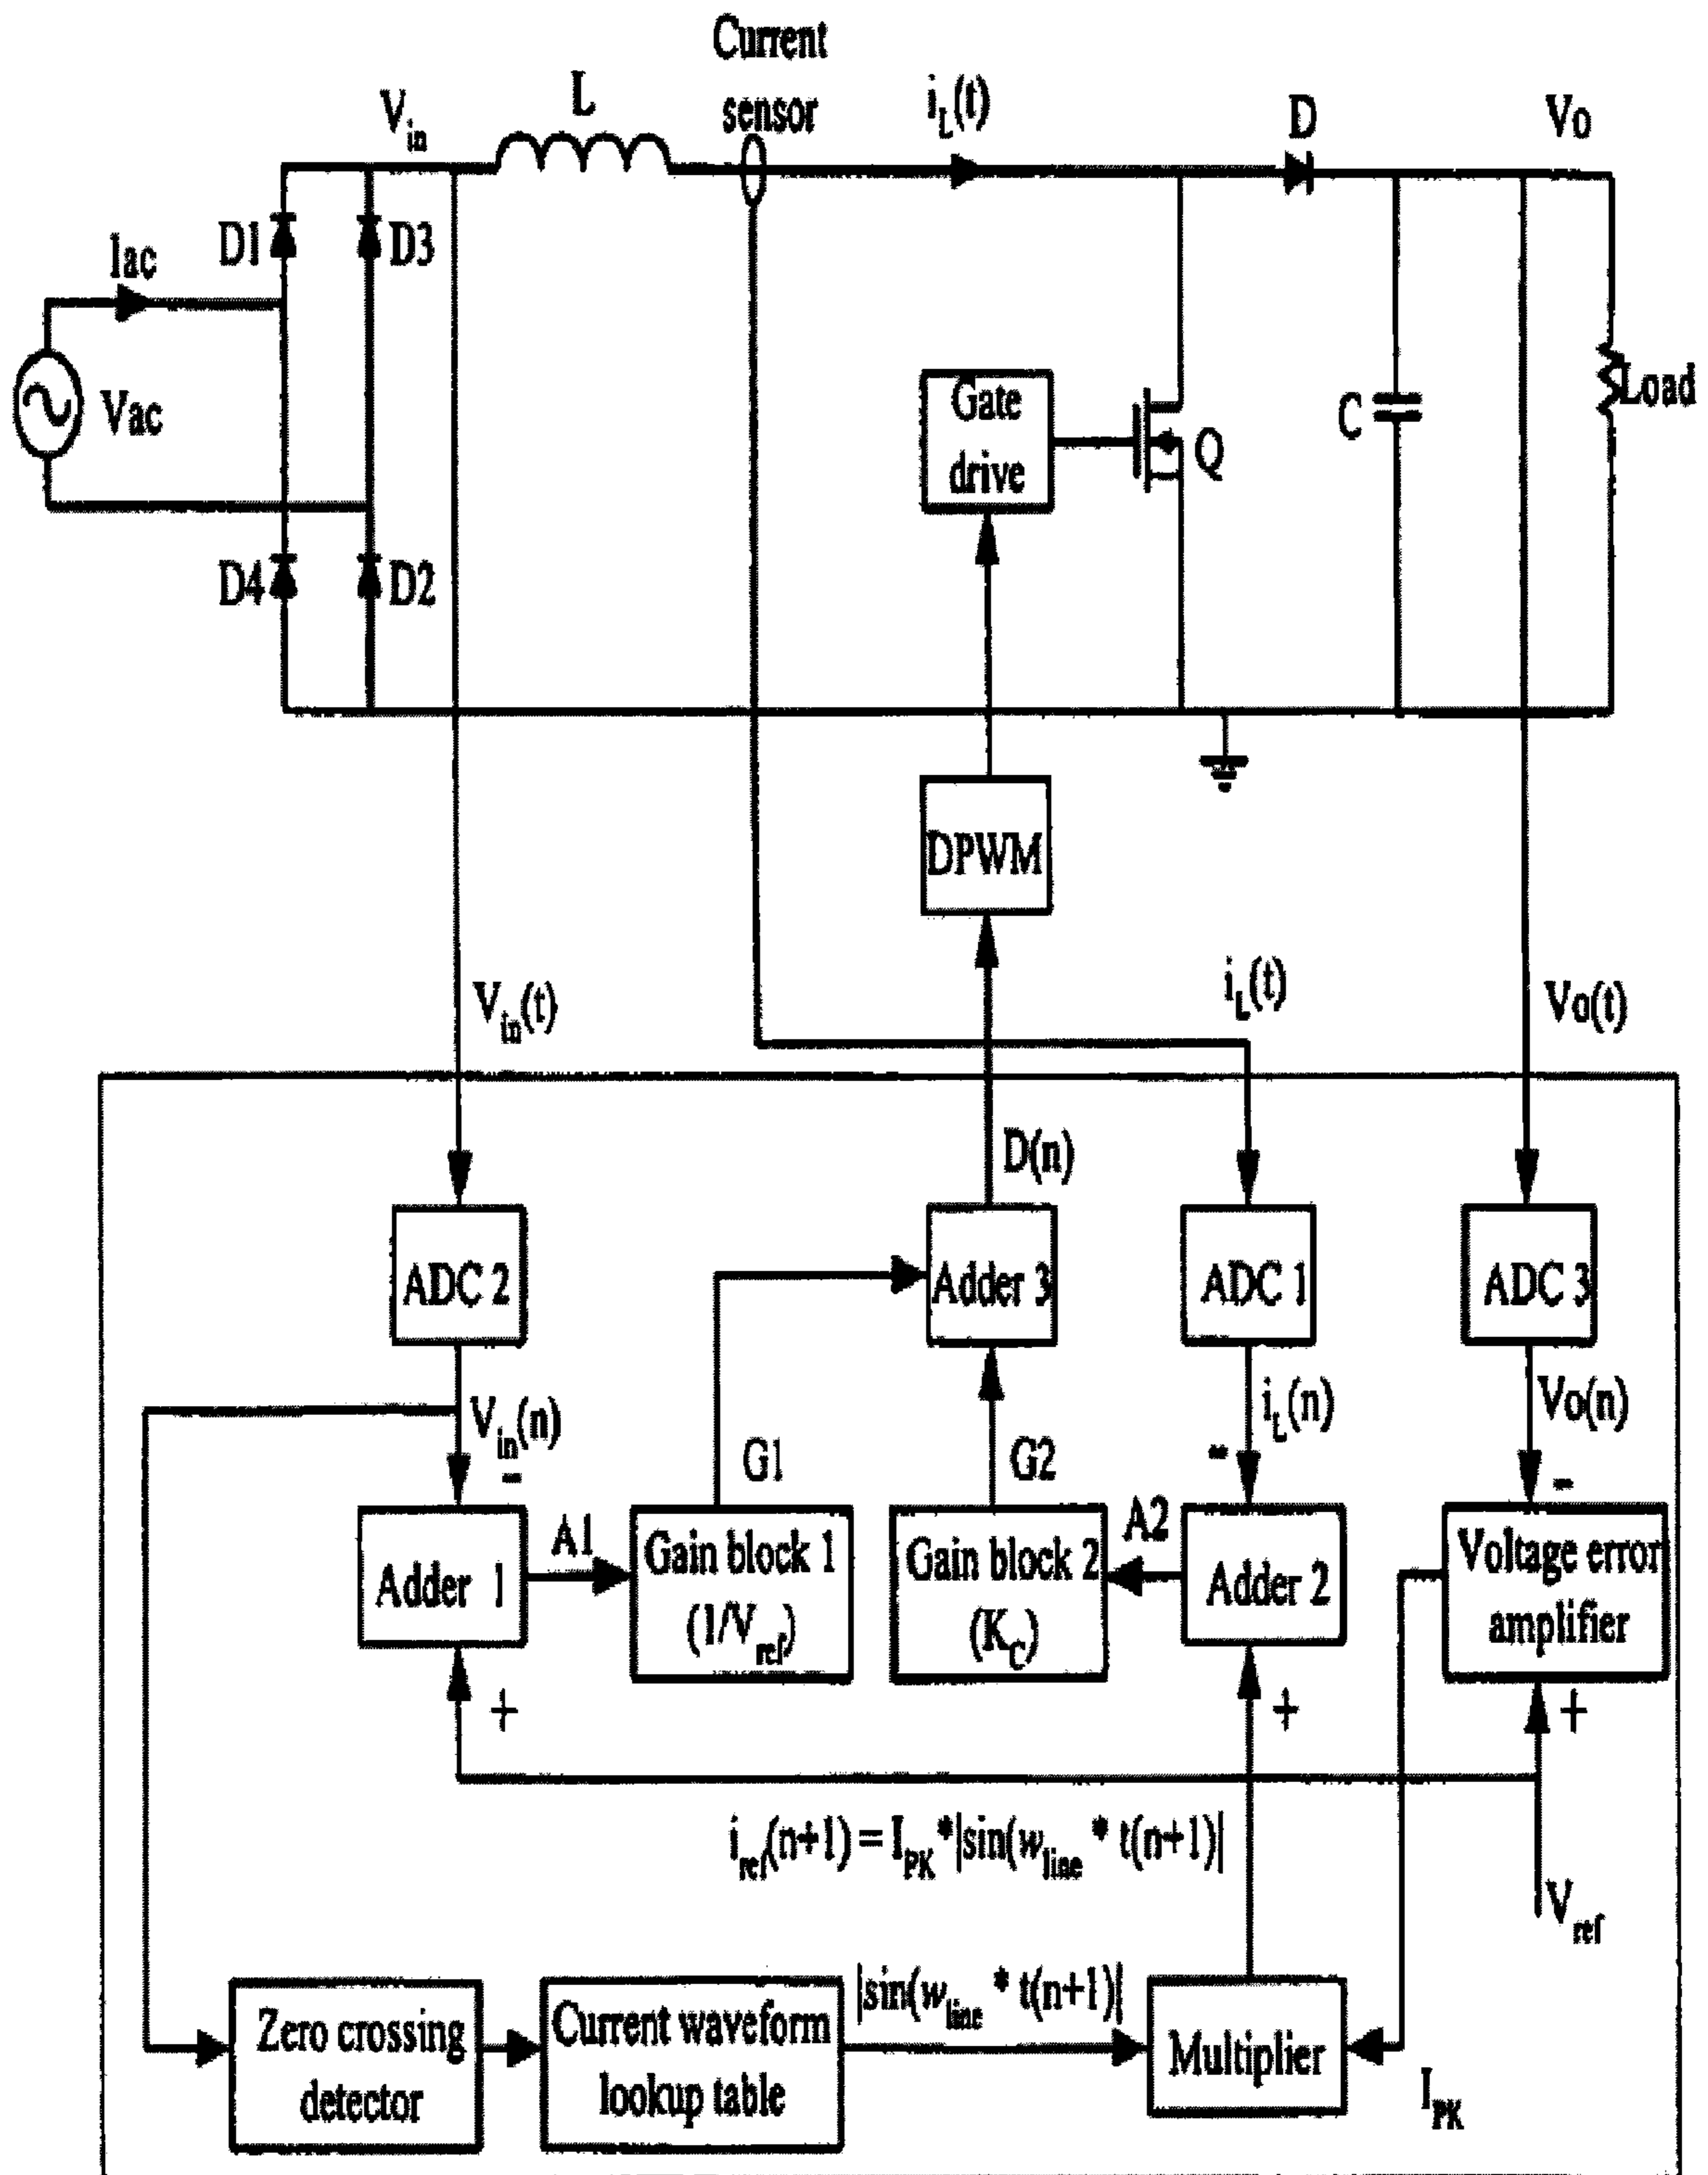 Current
sensor
L
V_in
i_L(t)
D
Vo
D1
D3
Iac
Vac
Gate
drive
Q
C
Load
D4
D2
DPWM
V_in(t)
i_L(t)
Vo(t)
D(n)
ADC 2
Adder 3
ADC 1
ADC 3
V_in(n)
i_L(n)
Vo(n)
G1
G2
-
-
-
Adder 1
A1
Gain block 1
(1/V_ref)
Gain block 2
(K_C)
A2
Adder 2
Voltage error
amplifier
+
+
+
i_ref(n+1) = I_PK *|sin(w_line * t(n+1)|
V_ref
Zero crossing
detector
Current waveform
lookup table
|sin(w_line * t(n+1)|
Multiplier
I_PK